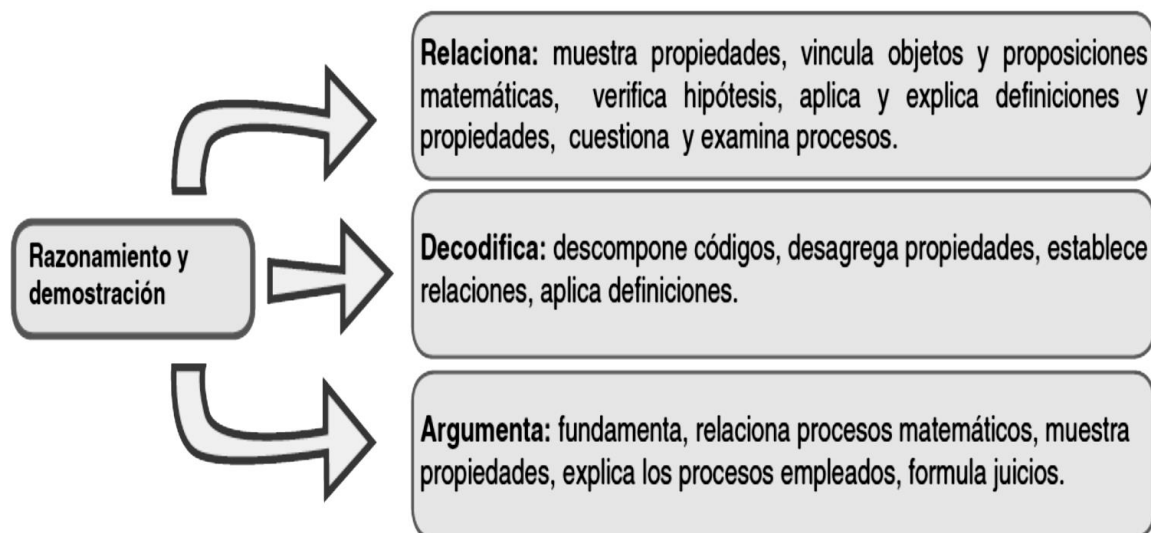 Relaciona: muestra propiedades, vincula objetos y proposiciones
matemáticas, verifica hipótesis, aplica y explica definiciones y
propiedades, cuestiona y examina procesos.
Razonamiento y
demostración
Decodifica: descompone códigos, desagrega propiedades, establece
relaciones, aplica definiciones.
Argumenta: fundamenta, relaciona procesos matemáticos, muestra
propiedades, explica los procesos empleados, formula juicios.